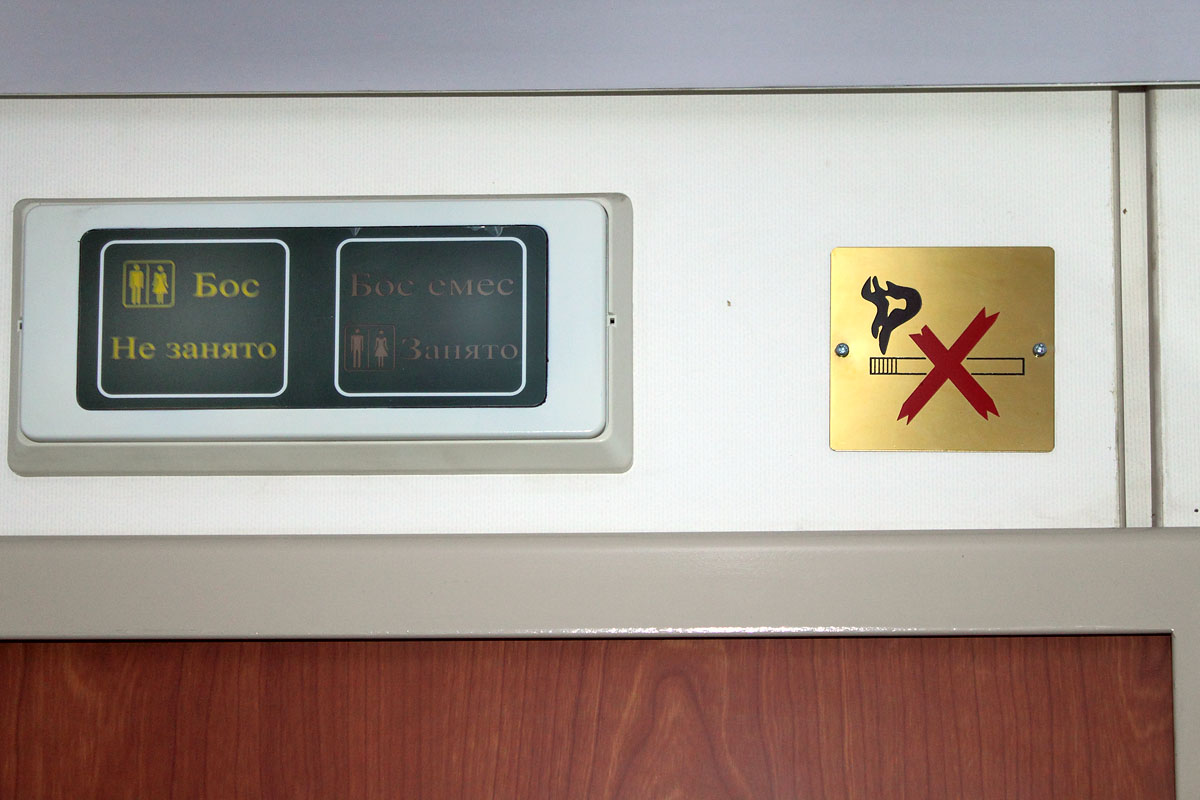 Бос
Не занято
Бос емес
Занято